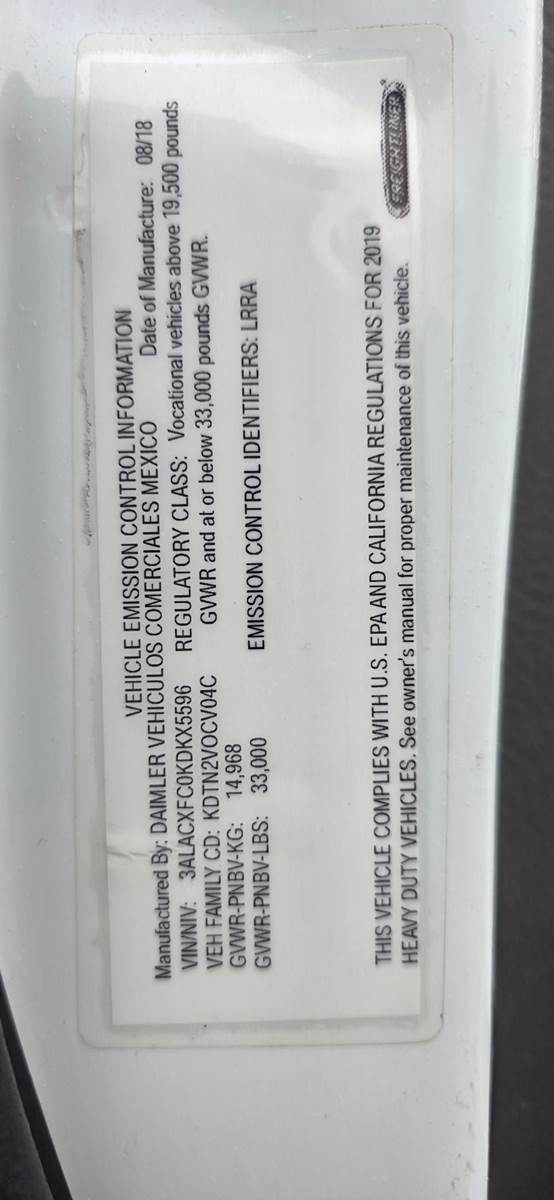 VEHICLE EMISSION CONTROL INFORMATION
Manufactured By: DAIMLER VEHICULOS COMERCIALES MEXICO Date of Manufacture: 08/18
VIN/NIV: 3ALACXFC0KDKX5596 REGULATORY CLASS: Vocational vehicles above 19,500 pounds
VEH FAMILY CD: KDTN2VOCV04C GVWR and at or below 33,000 pounds GVWR.
GVWR-PNBV-KG: 14,968
GVWR-PNBV-LBS: 33,000 EMISSION CONTROL IDENTIFIERS: LRRA
THIS VEHICLE COMPLIES WITH U.S. EPA AND CALIFORNIA REGULATIONS FOR 2019
HEAVY DUTY VEHICLES. See owner's manual for proper maintenance of this vehicle.
FREIGHTLINER